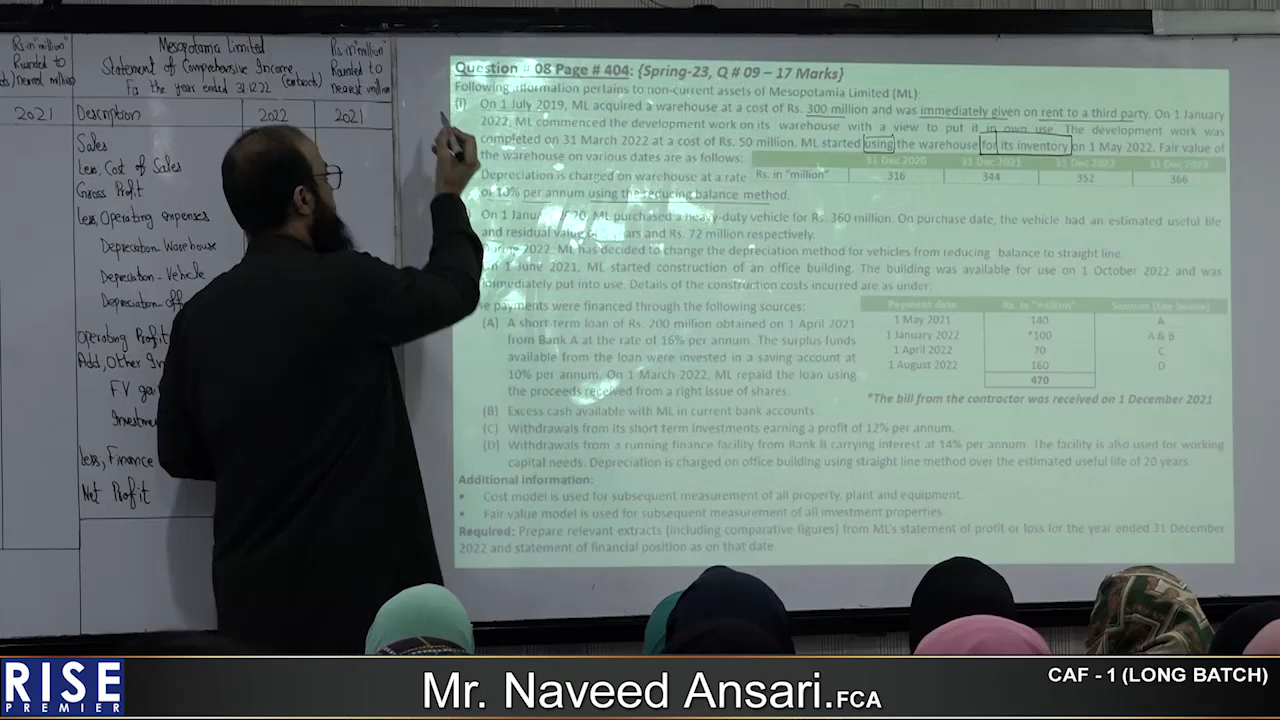 Rs in "million"
Rounded to
nearest million
2021
Mesopotamia Limited
Statement of Comprehensive Income
For the year ended 31.12.22 (extract)
Rs in "million"
Rounded to
nearest million
Description 2022 2021
Sales
Less, Cost of Sales
Gross Profit
Less, Operating expenses
Depreciation - Warehouse
Depreciation - Vehicle
Depreciation - Off
Operating Profit
Add, Other In
FV gai
Investme
Less, Finance
Net Profit
Question # 08 Page # 404: {Spring-23, Q # 09 – 17 Marks}
Following information pertains to non-current assets of Mesopotamia Limited (ML):
(i) On 1 July 2019, ML acquired a warehouse at a cost of Rs. 300 million and was immediately given on rent to a third party. On 1 January
2022, ML commenced the development work on its warehouse with a view to put it in own use. The development work was
completed on 31 March 2022 at a cost of Rs. 50 million. ML started using the warehouse for its inventory on 1 May 2022. Fair value of
the warehouse on various dates are as follows:
31 Dec 2020 31 Dec 2021 31 Dec 2022 31 Dec 2023
Rs. in "million" 316 344 352 366
Depreciation is charged on warehouse at a rate
of 10% per annum using the reducing balance method.
On 1 January 20, ML purchased a heavy-duty vehicle for Rs. 360 million. On purchase date, the vehicle had an estimated useful life
and residual value of years and Rs. 72 million respectively.
2022, ML has decided to change the depreciation method for vehicles from reducing balance to straight line.
On 1 June 2021, ML started construction of an office building. The building was available for use on 1 October 2022 and was
immediately put into use. Details of the construction costs incurred are as under:
Payment date Rs. in "million" Sources (See below)
1 May 2021 140 A
1 January 2022 *100 A & B
1 April 2022 70 C
1 August 2022 160 D
470
*The bill from the contractor was received on 1 December 2021
se payments were financed through the following sources:
(A) A short term loan of Rs. 200 million obtained on 1 April 2021
from Bank A at the rate of 16% per annum. The surplus funds
available from the loan were invested in a saving account at
10% per annum. On 1 March 2022, ML repaid the loan using
the proceeds received from a right issue of shares.
(B) Excess cash available with ML in current bank accounts.
(C) Withdrawals from its short term investments earning a profit of 12% per annum.
(D) Withdrawals from a running finance facility from Bank B carrying interest at 14% per annum. The facility is also used for working
capital needs. Depreciation is charged on office building using straight line method over the estimated useful life of 20 years.
Additional information:
• Cost model is used for subsequent measurement of all property, plant and equipment.
• Fair value model is used for subsequent measurement of all investment properties.
Required: Prepare relevant extracts (including comparative figures) from ML's statement of profit or loss for the year ended 31 December
2022 and statement of financial position as on that date.
RISE
PREMIER
Mr. Naveed Ansari.FCA
CAF - 1 (LONG BATCH)